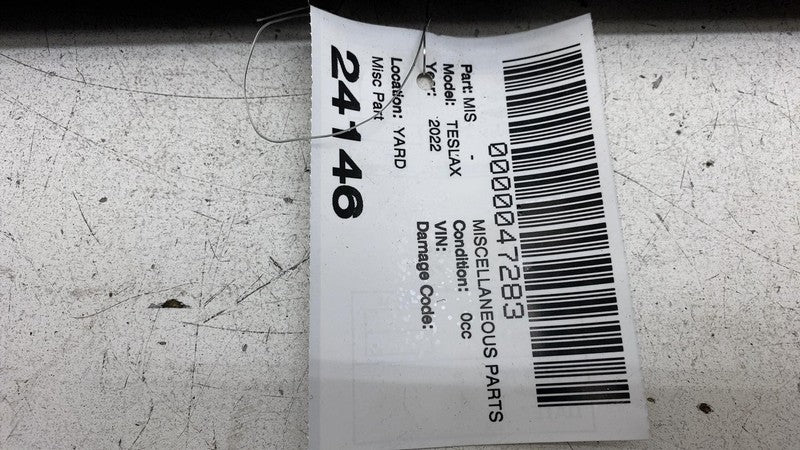 0000047283
Part: MIS - MISCELLANEOUS PARTS
Model: TESLAX Condition: 0cc
Year: 2022 VIN:
Damage Code:
Location: YARD
Misc Part
24146